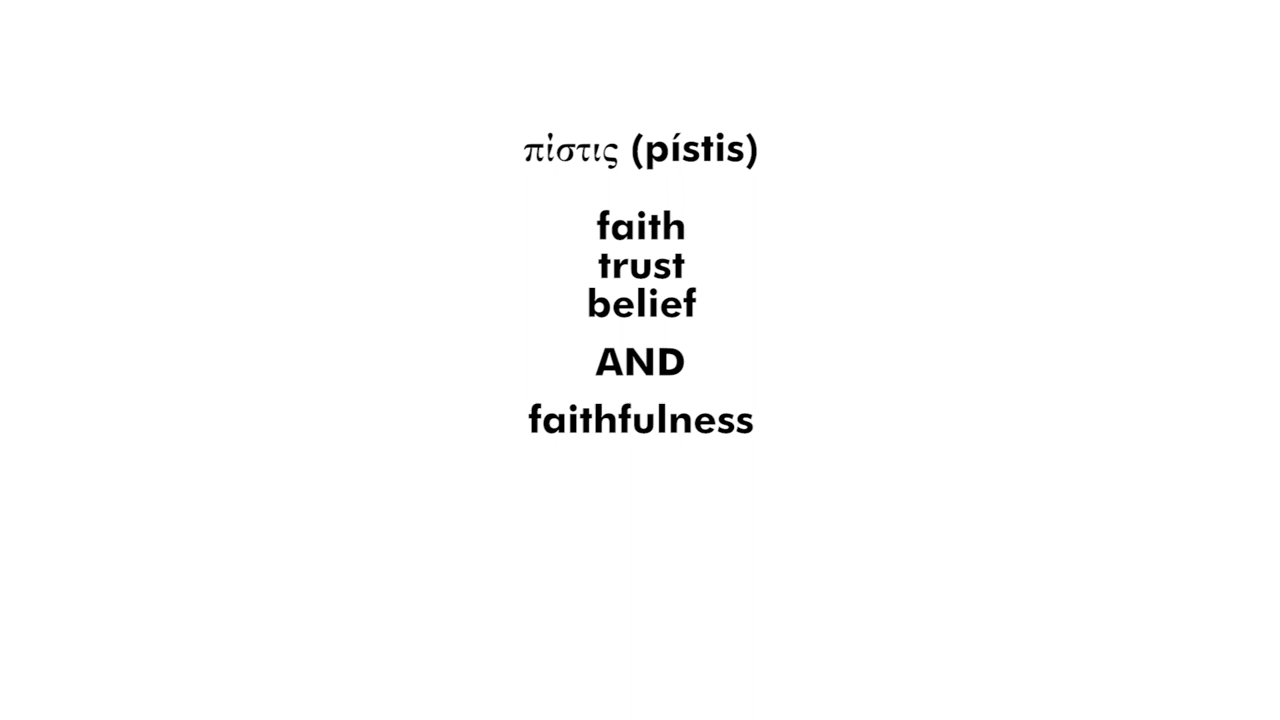 πίστις (pístis)
faith
trust
belief
AND
faithfulness